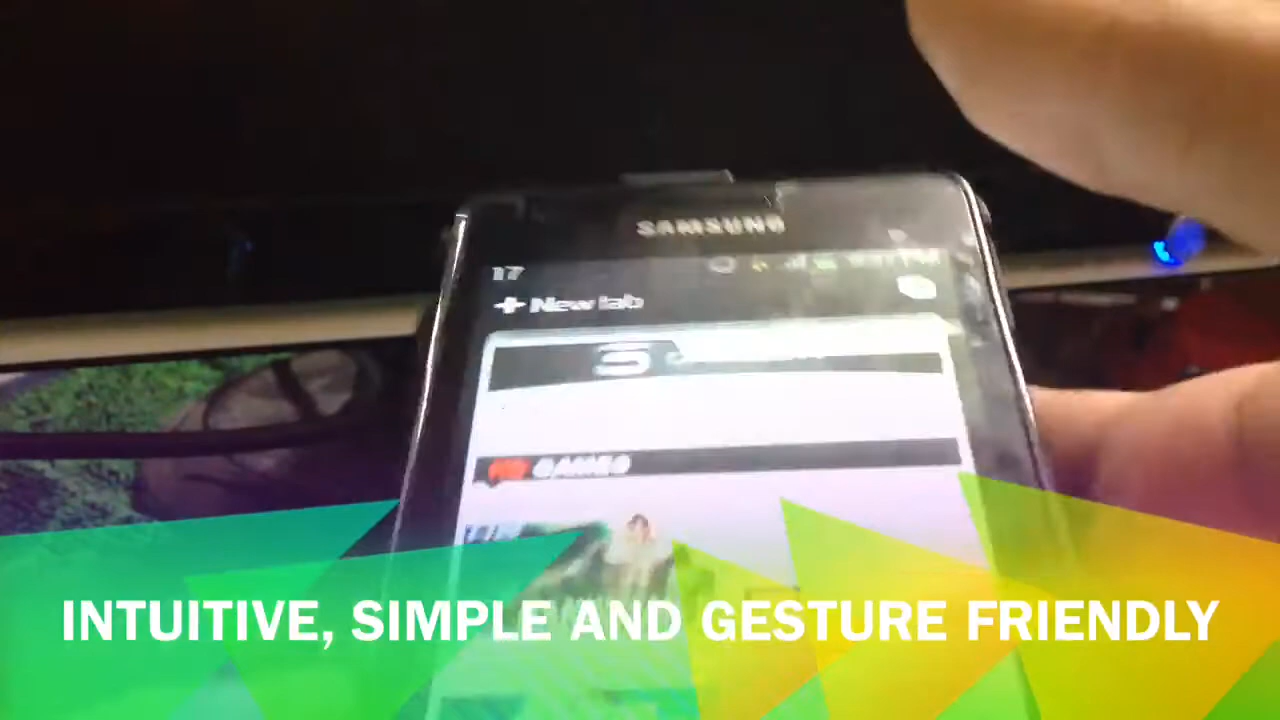 SAMSUNG
17
+ New tab
GAMES
INTUITIVE, SIMPLE AND GESTURE FRIENDLY